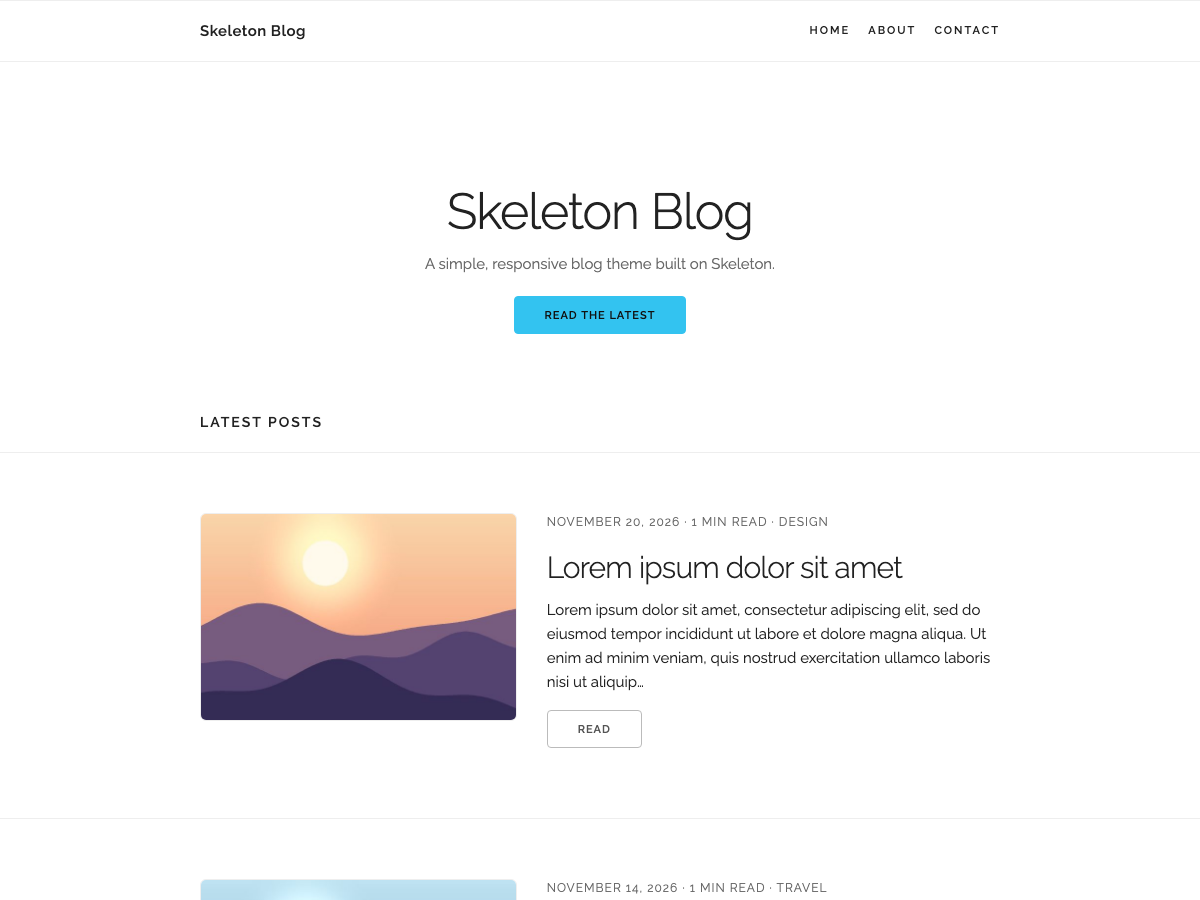 Skeleton Blog
HOME ABOUT CONTACT
Skeleton Blog
A simple, responsive blog theme built on Skeleton.
READ THE LATEST
LATEST POSTS
NOVEMBER 20, 2026 · 1 MIN READ · DESIGN
Lorem ipsum dolor sit amet
Lorem ipsum dolor sit amet, consectetur adipiscing elit, sed do
eiusmod tempor incididunt ut labore et dolore magna aliqua. Ut
enim ad minim veniam, quis nostrud exercitation ullamco laboris
nisi ut aliquip…
READ
NOVEMBER 14, 2026 · 1 MIN READ · TRAVEL